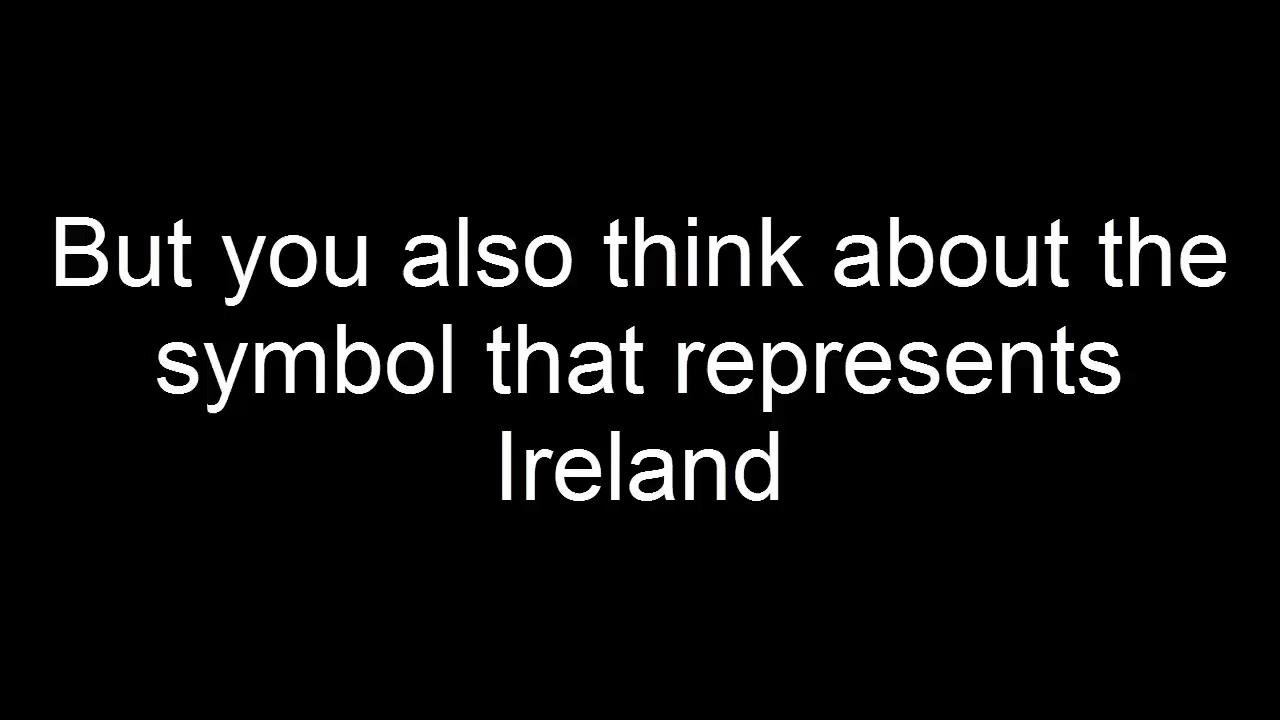 But you also think about the
symbol that represents
Ireland